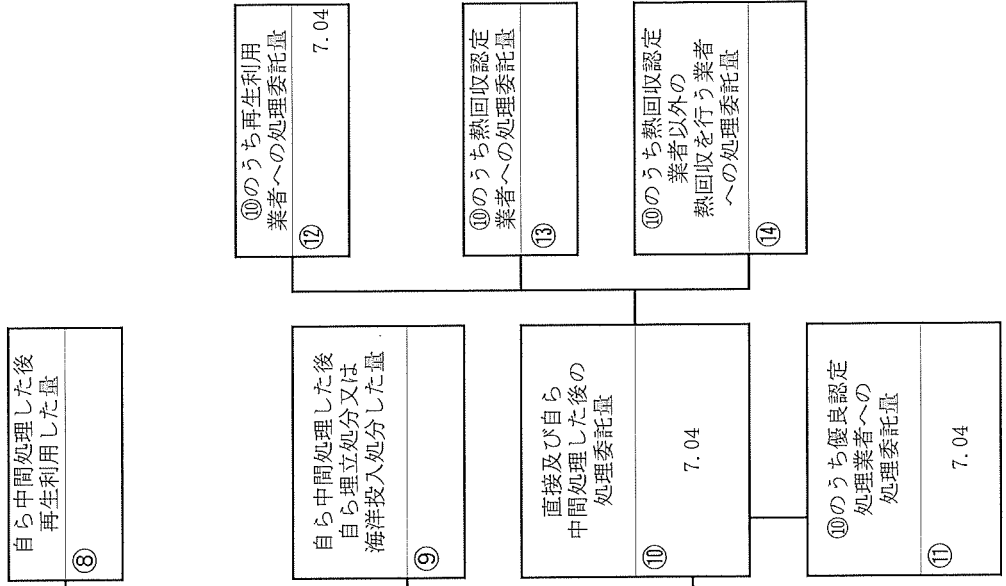 自ら中間処理した後
再生利用した量
⑧
自ら中間処理した後
自ら埋立処分又は
海洋投入処分した量
⑨
直接及び自ら
中間処理した後の
処理委託量
⑩
7.04
⑩のうち優良認定
処理業者への
処理委託量
⑪
7.04
⑩のうち再生利用
業者への処理委託量
⑫
7.04
⑩のうち熱回収認定
業者への処理委託量
⑬
⑩のうち熱回収認定
業者以外の
熱回収を行う業者
への処理委託量
⑭